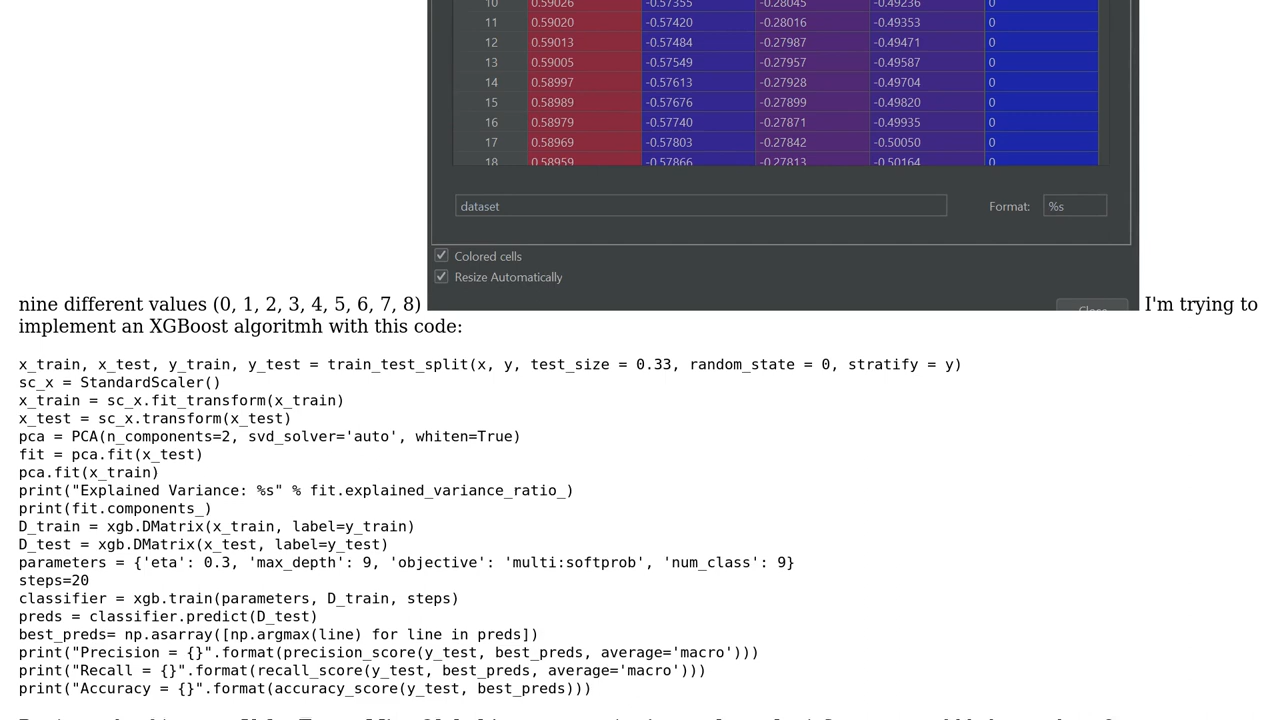 10 0.59026 -0.57355 -0.28045 -0.49236 0
11 0.59020 -0.57420 -0.28016 -0.49353 0
12 0.59013 -0.57484 -0.27987 -0.49471 0
13 0.59005 -0.57549 -0.27957 -0.49587 0
14 0.58997 -0.57613 -0.27928 -0.49704 0
15 0.58989 -0.57676 -0.27899 -0.49820 0
16 0.58979 -0.57740 -0.27871 -0.49935 0
17 0.58969 -0.57803 -0.27842 -0.50050 0
18 0.58959 -0.57866 -0.27813 -0.50164 0
dataset Format: %s
Colored cells
Resize Automatically
Close
nine different values (0, 1, 2, 3, 4, 5, 6, 7, 8) I'm trying to
implement an XGBoost algoritmh with this code:
x_train, x_test, y_train, y_test = train_test_split(x, y, test_size = 0.33, random_state = 0, stratify = y)
sc_x = StandardScaler()
x_train = sc_x.fit_transform(x_train)
x_test = sc_x.transform(x_test)
pca = PCA(n_components=2, svd_solver='auto', whiten=True)
fit = pca.fit(x_test)
pca.fit(x_train)
print("Explained Variance: %s" % fit.explained_variance_ratio_)
print(fit.components_)
D_train = xgb.DMatrix(x_train, label=y_train)
D_test = xgb.DMatrix(x_test, label=y_test)
parameters = {'eta': 0.3, 'max_depth': 9, 'objective': 'multi:softprob', 'num_class': 9}
steps=20
classifier = xgb.train(parameters, D_train, steps)
preds = classifier.predict(D_test)
best_preds= np.asarray([np.argmax(line) for line in preds])
print("Precision = {}".format(precision_score(y_test, best_preds, average='macro')))
print("Recall = {}".format(recall_score(y_test, best_preds, average='macro')))
print("Accuracy = {}".format(accuracy_score(y_test, best_preds)))